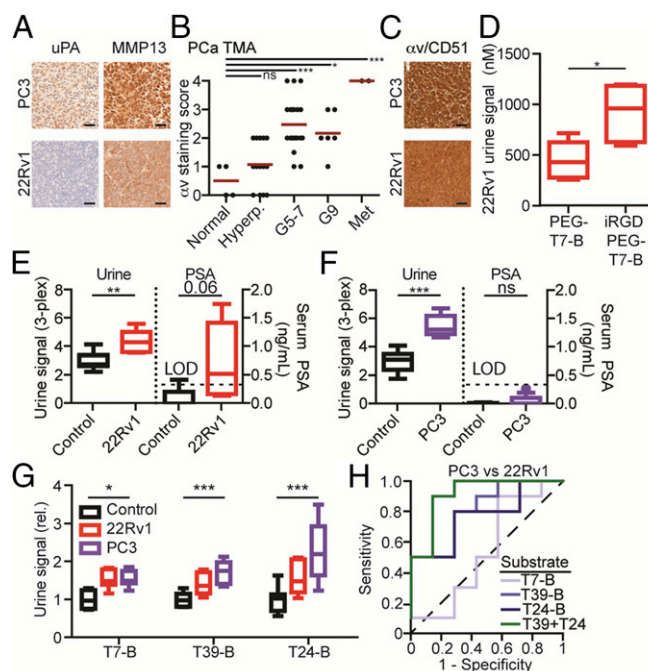 A
uPA
MMP13
PC3
22Rv1
B
PCa TMA
***
*
***
ns
αv staining score
6
4
2
0
Normal
Hyperp.
G5-7
G9
Met
C
αv/CD51
PC3
22Rv1
D
22Rv1 urine signal (nM)
1500
1000
500
0
*
PEG-
T7-B
iRGD
PEG-
T7-B
E
Urine
PSA
**
0.06
Urine signal (3-plex)
8
6
4
2
0
LOD
2.0
1.5
1.0
0.5
0.0
Serum PSA
(ng/mL)
Control
22Rv1
Control
22Rv1
F
Urine
PSA
***
ns
Urine signal (3-plex)
8
6
4
2
0
LOD
2.0
1.5
1.0
0.5
0.0
Serum PSA
(ng/mL)
Control
PC3
Control
PC3
G
Urine signal (rel.)
4
3
2
1
0
*
***
***
Control
22Rv1
PC3
T7-B
T39-B
T24-B
H
PC3 vs 22Rv1
Sensitivity
1.0
0.8
0.6
0.4
0.2
0
0.2
0.4
0.6
0.8
1
1 - Specificity
Substrate
T7-B
T39-B
T24-B
T39+T24